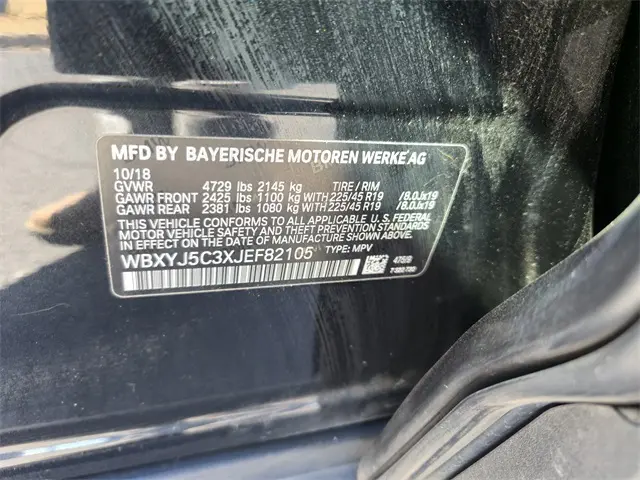 MFD BY BAYERISCHE MOTOREN WERKE AG
10/18
GVWR 4729 lbs 2145 kg TIRE / RIM
GAWR FRONT 2425 lbs 1100 kg WITH 225/45 R19 /8.0Jx19
GAWR REAR 2381 lbs 1080 kg WITH 225/45 R19 /8.0Jx19
THIS VEHICLE CONFORMS TO ALL APPLICABLE U.S. FEDERAL
MOTOR VEHICLE SAFETY AND THEFT PREVENTION STANDARDS
IN EFFECT ON THE DATE OF MANUFACTURE SHOWN ABOVE.
WBXYJ5C3XJEF82105 TYPE: MPV